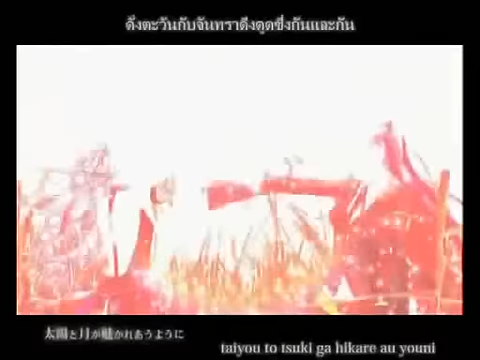 ดั่งตะวันกับจันทราดึงดูดซึ่งกันและกัน
太陽と月が魅かれあうように
taiyou to tsuki ga hikare au youni